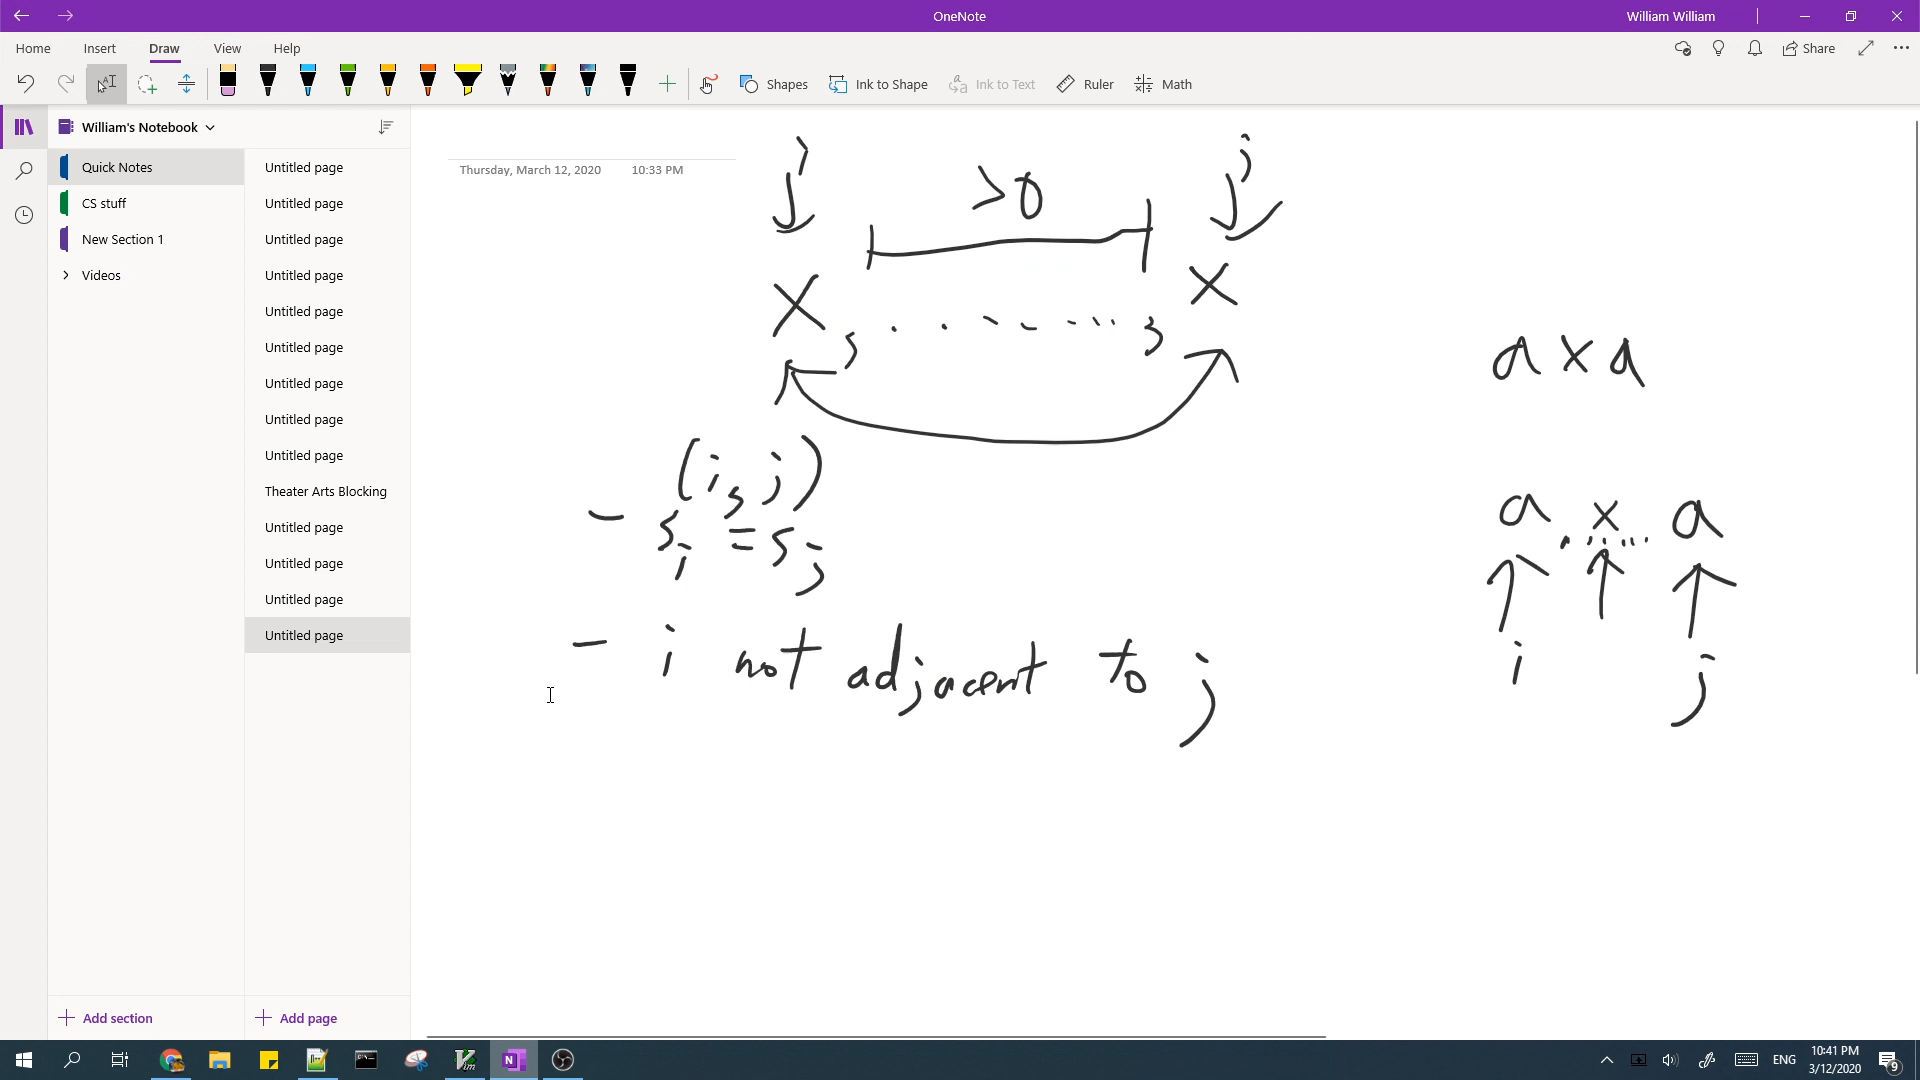 OneNote
William William
Home
Insert
Draw
View
Help
Share
Shapes
Ink to Shape
Ink to Text
Ruler
Math
William's Notebook
Quick Notes
CS stuff
New Section 1
Videos
Untitled page
Untitled page
Untitled page
Untitled page
Untitled page
Untitled page
Untitled page
Untitled page
Untitled page
Theater Arts Blocking
Untitled page
Untitled page
Untitled page
Untitled page
Add section
Add page
Thursday, March 12, 2020 10:33 PM
i j
>0
x , . . . . . . . , x
(i, j)
- s_i = s_j
- i not adjacent to j
a x a
a . x . . . a
i j
ENG
10:41 PM
3/12/2020
9